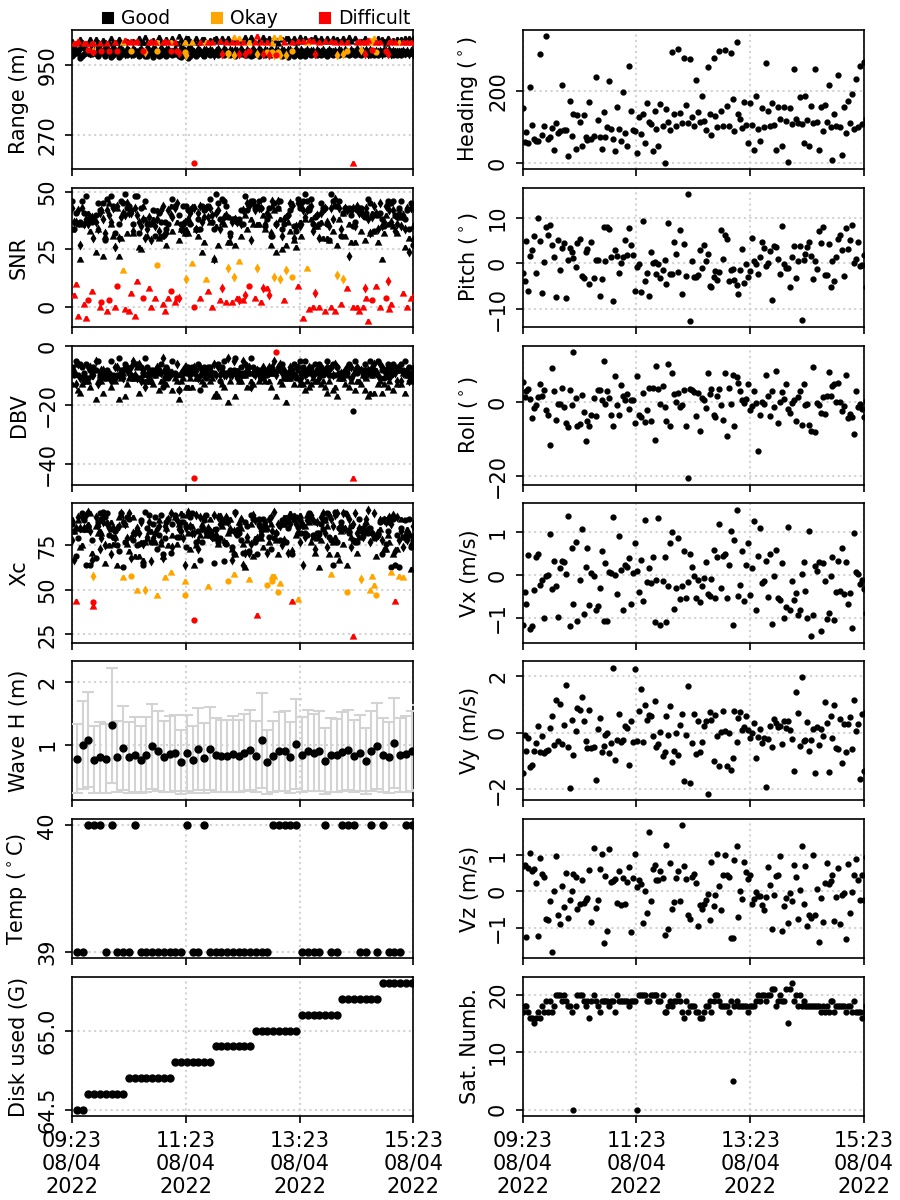 Good Okay Difficult
Range (m)
950
270
Heading (°)
200
0
SNR
50
25
0
Pitch (°)
10
0
−10
DBV
0
−20
−40
Roll (°)
0
−20
Xc
75
50
25
Vx (m/s)
1
0
−1
Wave H (m)
2
1
Vy (m/s)
2
0
−2
Temp (°C)
40
39
Vz (m/s)
1
0
−1
Disk used (G)
65.0
64.5
Sat. Numb.
20
10
0
09:23 11:23 13:23 15:23
08/04 08/04 08/04 08/04
2022 2022 2022 2022
09:23 11:23 13:23 15:23
08/04 08/04 08/04 08/04
2022 2022 2022 2022